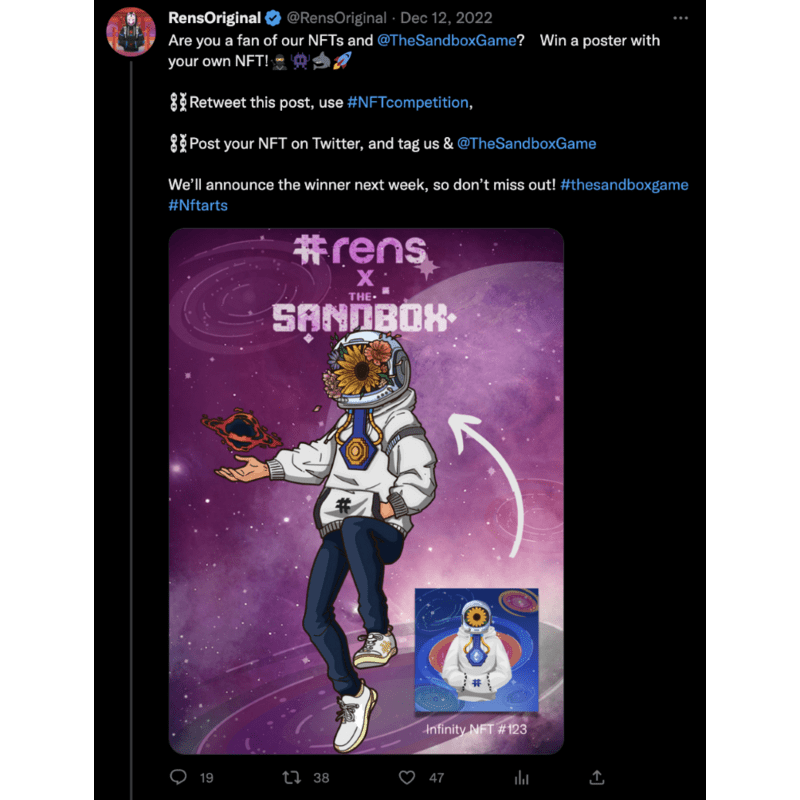 RensOriginal @RensOriginal · Dec 12, 2022
Are you a fan of our NFTs and @TheSandboxGame? Win a poster with
your own NFT!🥷👾🦈🚀
⛓Retweet this post, use #NFTcompetition,
⛓Post your NFT on Twitter, and tag us & @TheSandboxGame
We'll announce the winner next week, so don't miss out! #thesandboxgame
#Nftarts
#rens
x
THE
SANDBOX
#
#
Infinity NFT #123
19 38 47